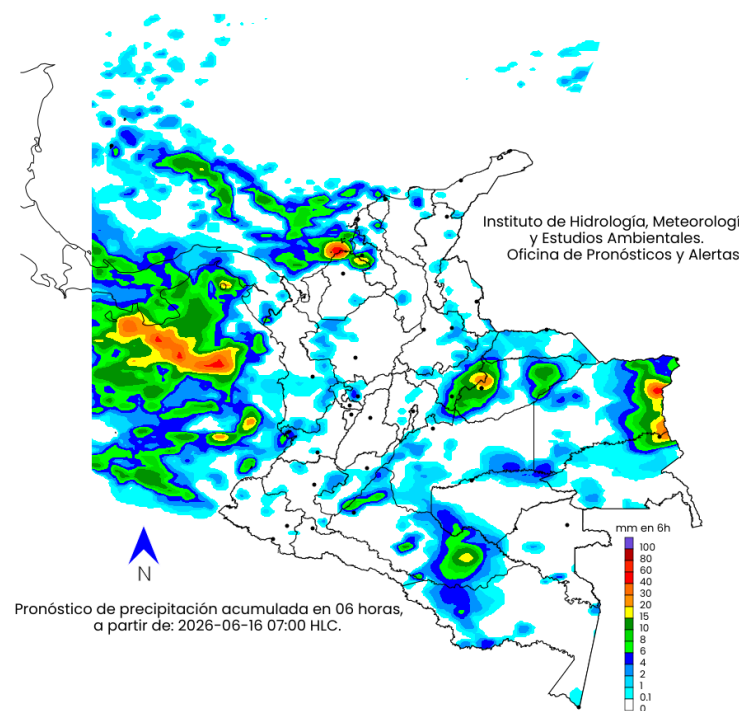 Instituto de Hidrología, Meteorologí
y Estudios Ambientales.
Oficina de Pronósticos y Alertas
mm en 6h
100
80
60
40
30
20
15
10
8
6
4
2
1
0.1
0
N
Pronóstico de precipitación acumulada en 06 horas,
a partir de: 2026-06-16 07:00 HLC.